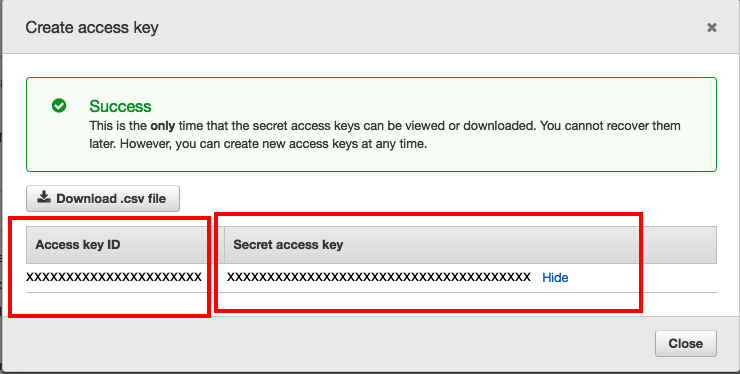 Create access key
Success
This is the only time that the secret access keys can be viewed or downloaded. You cannot recover them
later. However, you can create new access keys at any time.
Download .csv file
Access key ID Secret access key
XXXXXXXXXXXXXXXXXXXXXX XXXXXXXXXXXXXXXXXXXXXXXXXXXXXXXXXXXXXX Hide
Close